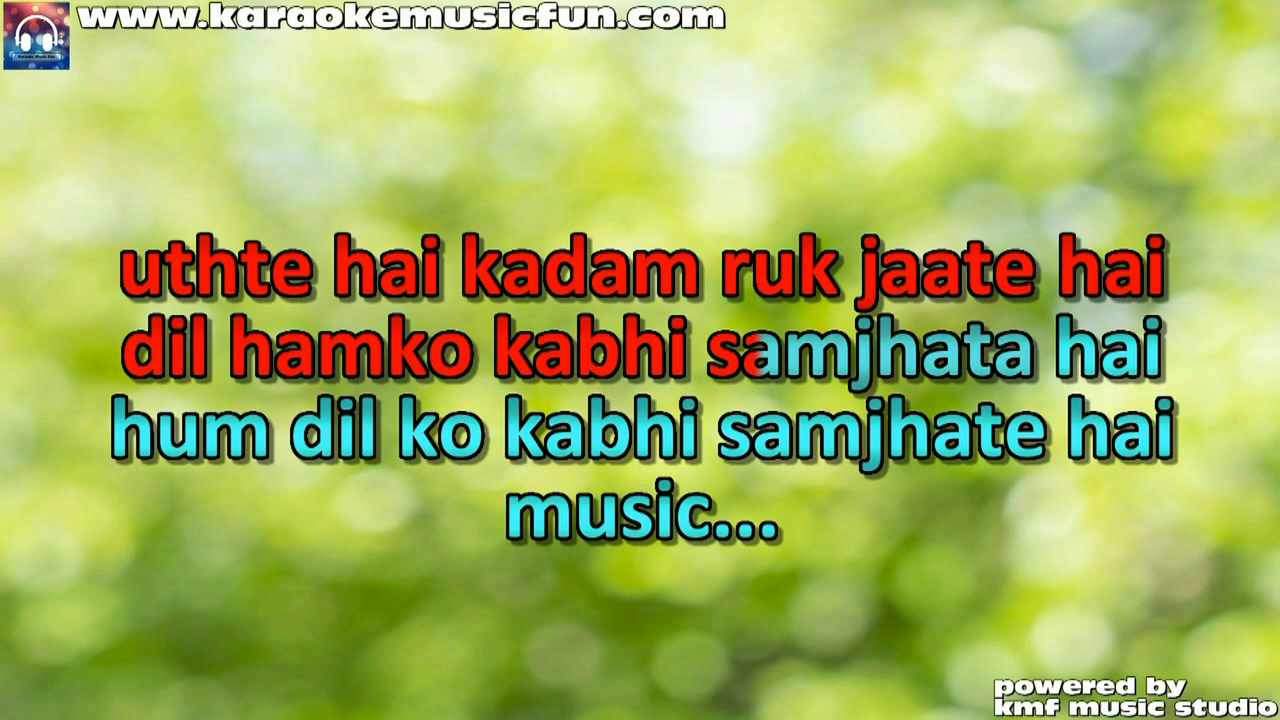 www.karaokemusicfun.com
uthte hai kadam ruk jaate hai
dil hamko kabhi samjhata hai
hum dil ko kabhi samjhate hai
music...
powered by
kmf music studio